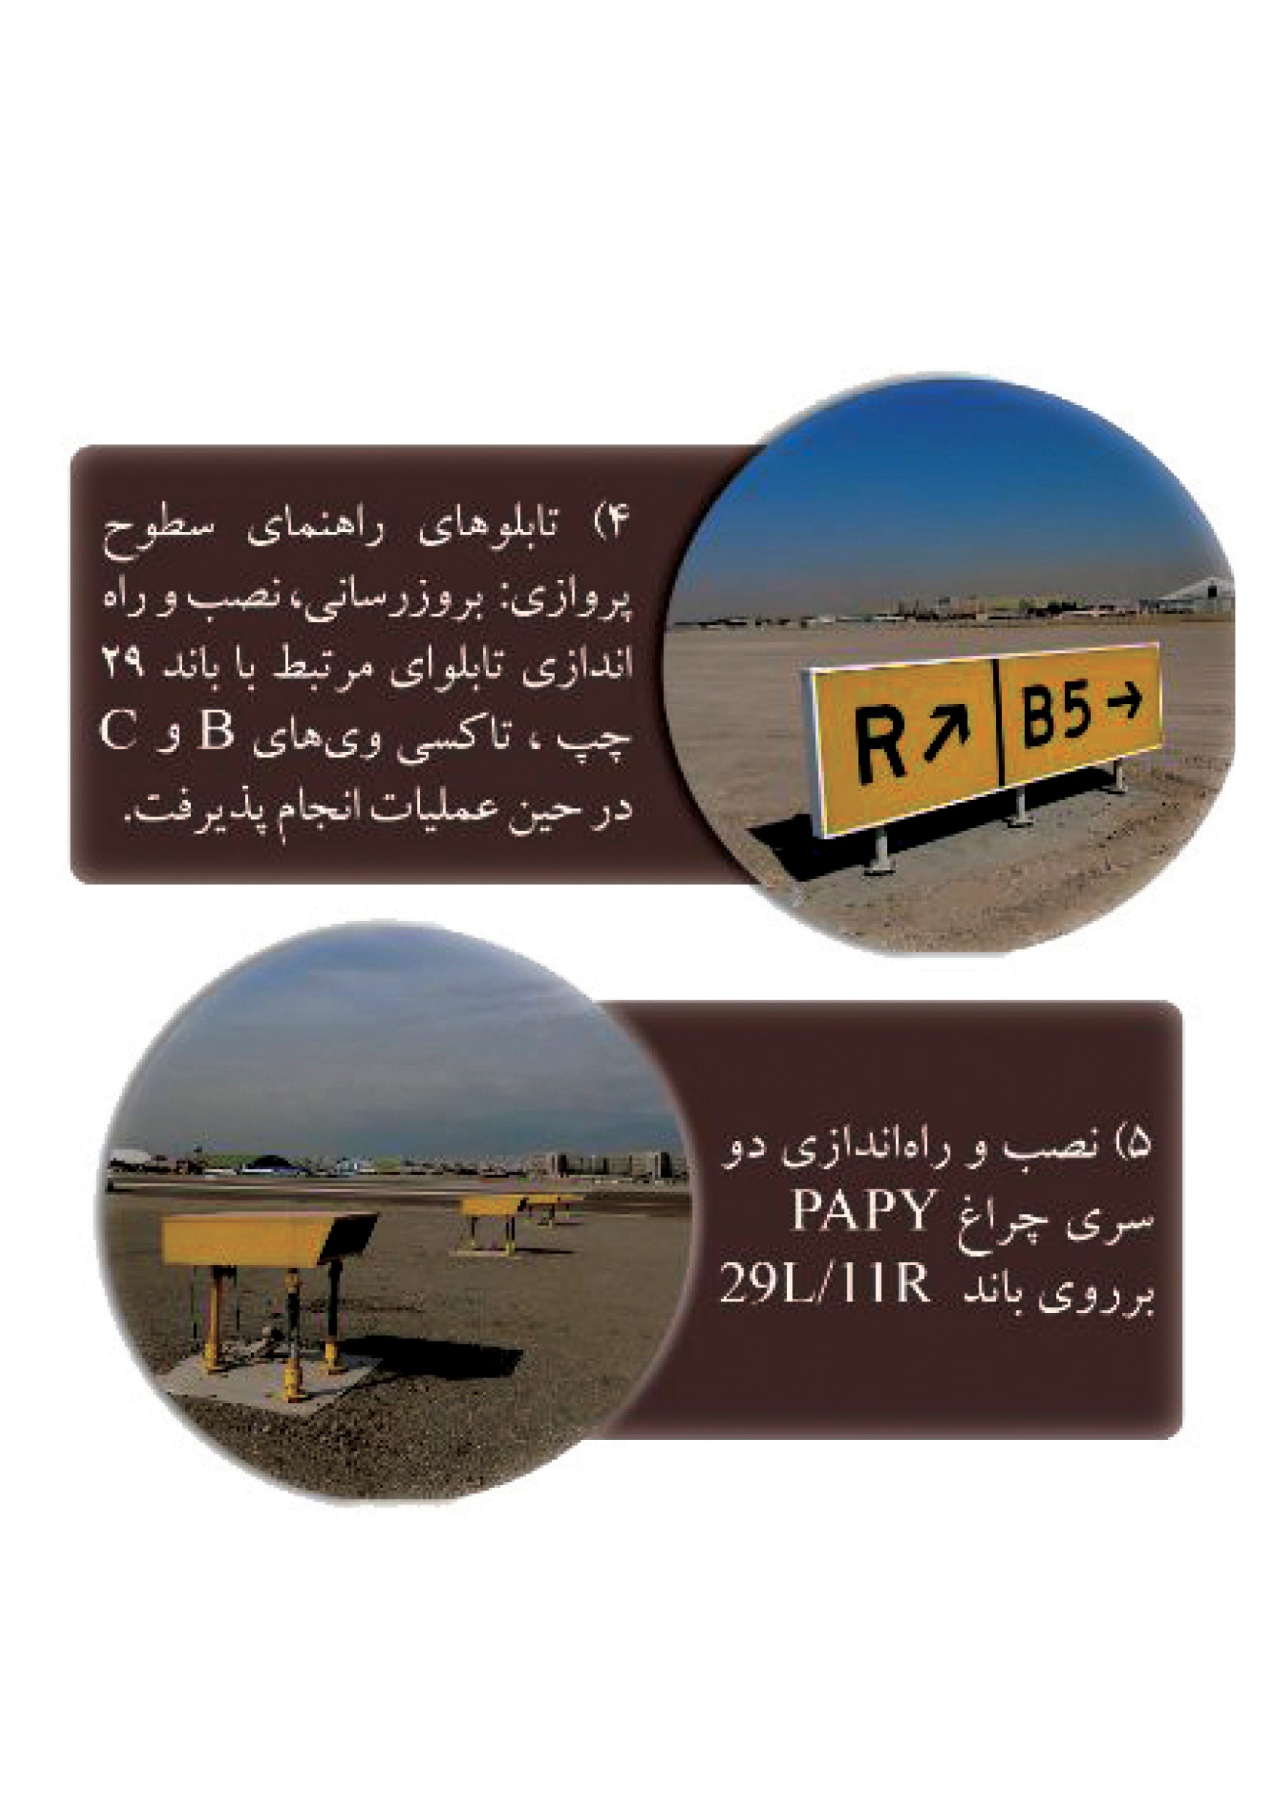 ۴) تابلوهای راهنمای سطوح
پروازی: بروزرسانی، نصب و راه
اندازی تابلوای مرتبط با باند ۲۹
چپ ، تاکسی وی‌های B و C
در حین عملیات انجام پذیرفت.
R↗ B5→
۵) نصب و راه‌اندازی دو
سری چراغ PAPY
برروی باند 29L/11R